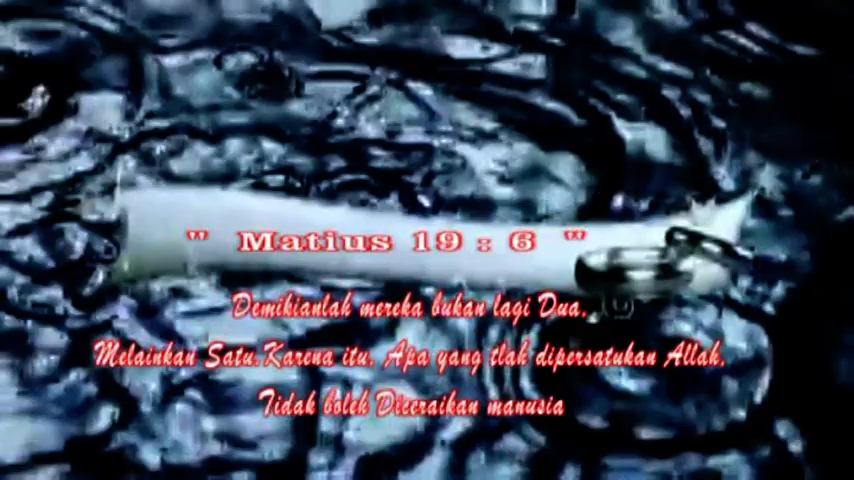 " Matius 19 : 6 "
Demikianlah mereka bukan lagi Dua,
Melainkan Satu.Karena itu, Apa yang tlah dipersatukan Allah,
Tidak boleh Diceraikan manusia